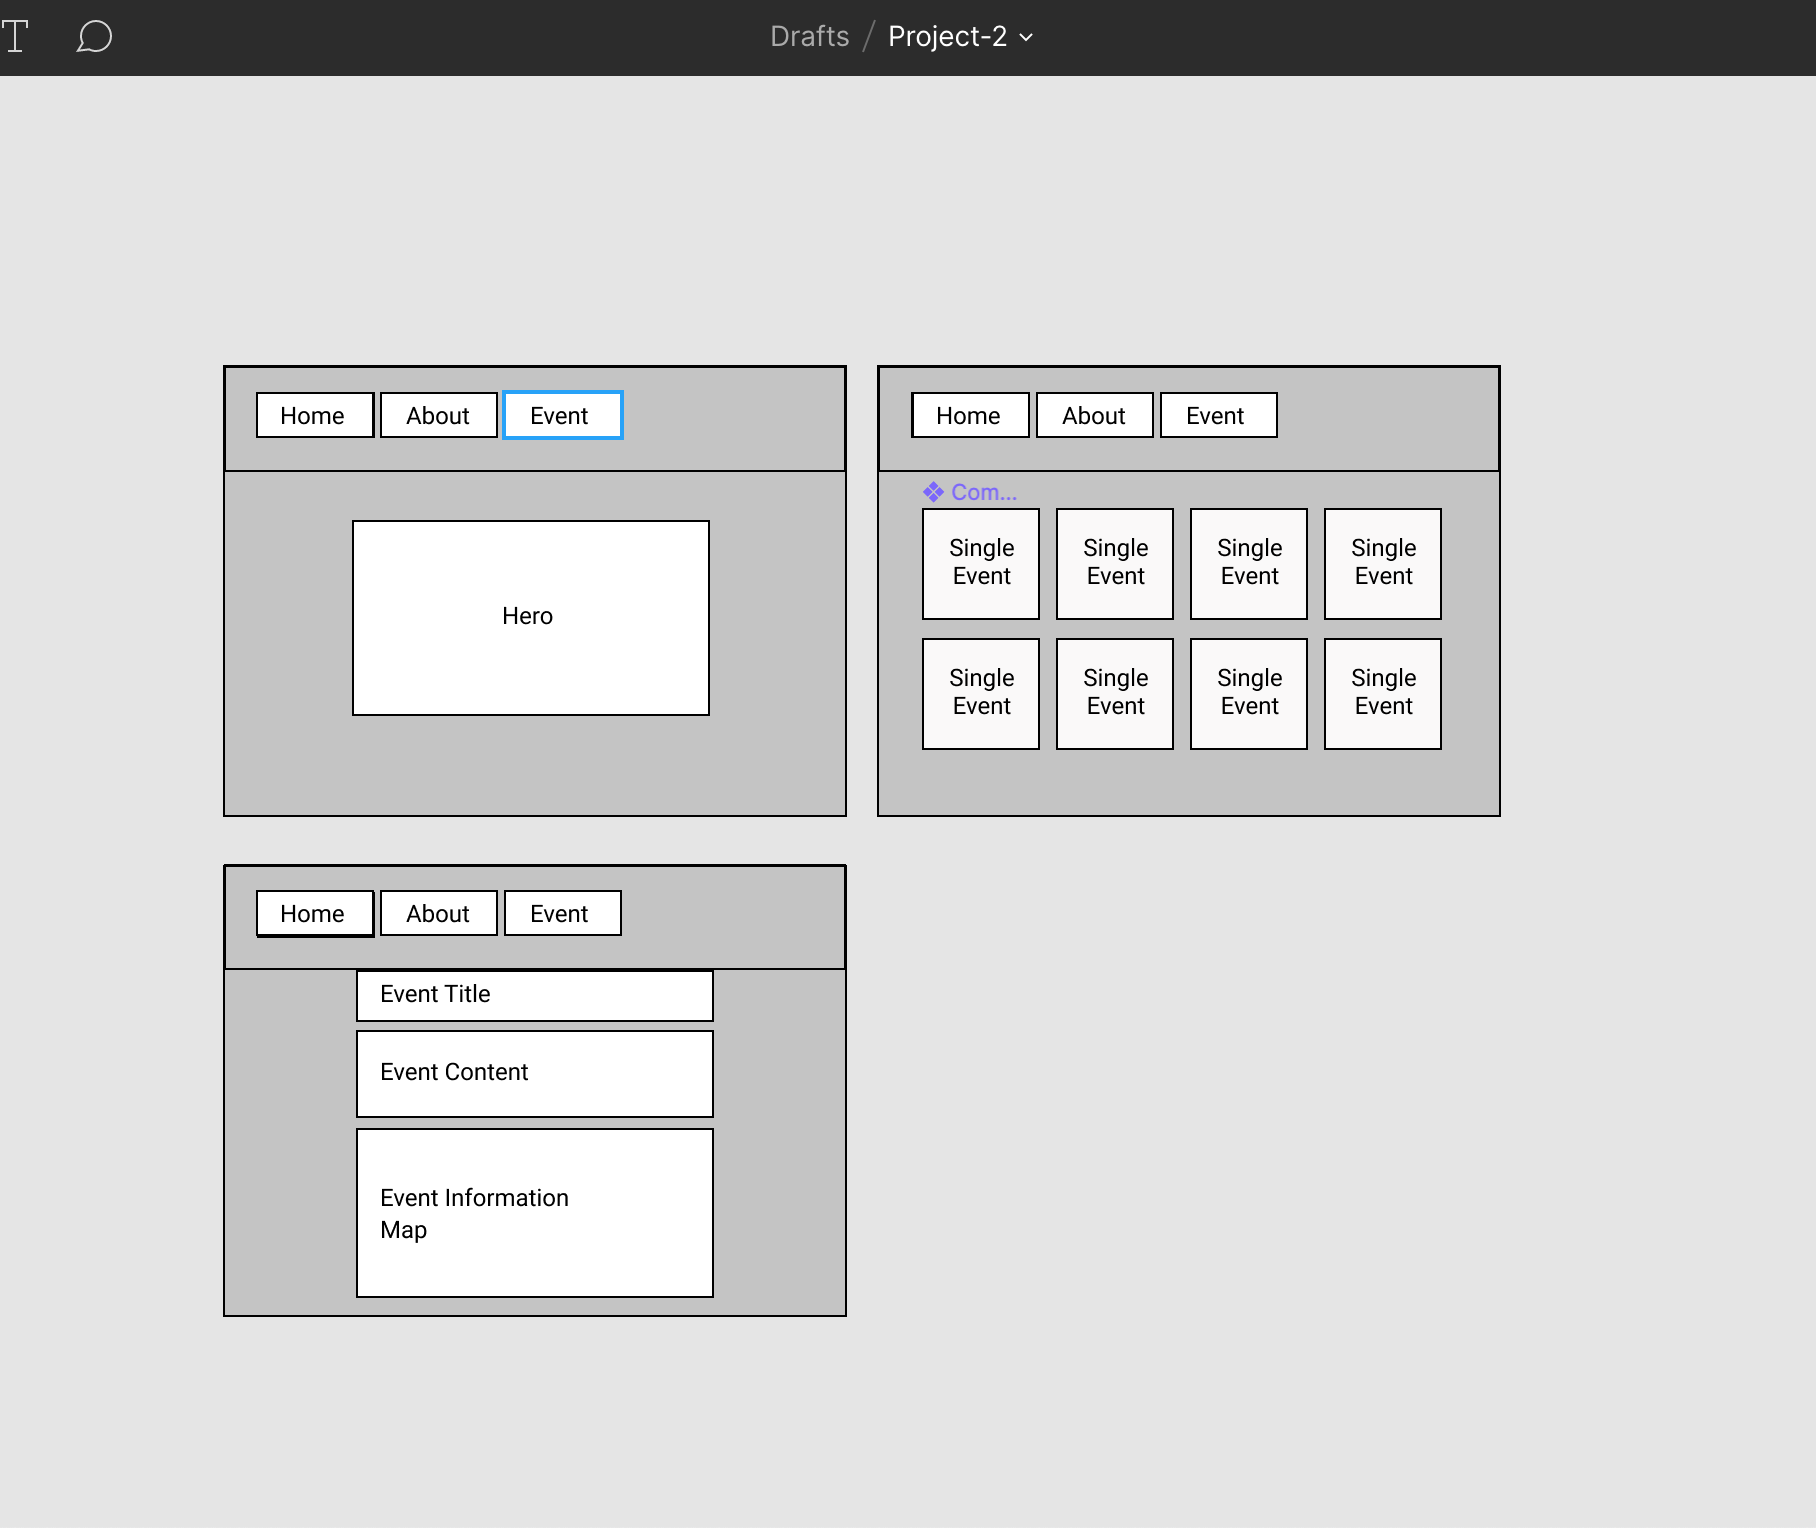 T
Drafts / Project-2
Home About Event
Hero
Home About Event
Com...
Single Event
Single Event
Single Event
Single Event
Single Event
Single Event
Single Event
Single Event
Home About Event
Event Title
Event Content
Event Information
Map